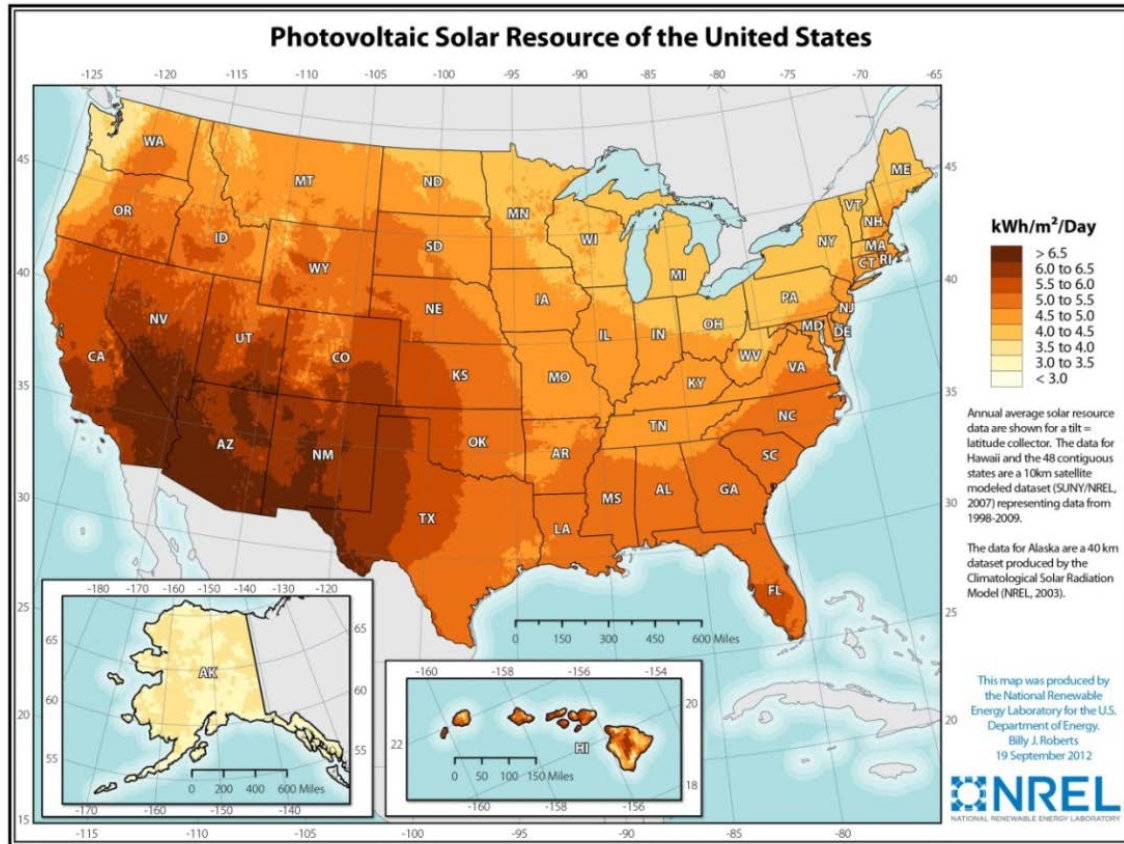 Photovoltaic Solar Resource of the United States
-125 -120 -115 -110 -105 -100 -95 -90 -85 -80 -75 -70 -65
45
40
35
30
25
20
15
45
40
35
30
25
20
WA
OR
CA
NV
ID
MT
WY
UT
CO
AZ
NM
ND
SD
NE
KS
OK
TX
MN
IA
MO
AR
LA
WI
IL
MI
IN
OH
KY
TN
MS
AL
GA
FL
SC
NC
VA
WV
PA
NY
VT
NH
ME
MA
CT RI
NJ
MD DE
kWh/m²/Day
> 6.5
6.0 to 6.5
5.5 to 6.0
5.0 to 5.5
4.5 to 5.0
4.0 to 4.5
3.5 to 4.0
3.0 to 3.5
< 3.0
Annual average solar resource
data are shown for a tilt =
latitude collector. The data for
Hawaii and the 48 contiguous
states are a 10km satellite
modeled dataset (SUNY/NREL,
2007) representing data from
1998-2009.
The data for Alaska are a 40 km
dataset produced by the
Climatological Solar Radiation
Model (NREL, 2003).
0 150 300 450 600 Miles
-180 -170 -160 -150 -140 -130 -120
65
60
55
65
60
55
AK
0 200 400 600 Miles
-170 -160 -150 -140
-160 -158 -156 -154
22
20
18
HI
0 50 100 150 Miles
-160 -158 -156
-115 -110 -105 -100 -95 -90 -85 -80
This map was produced by
the National Renewable
Energy Laboratory for the U.S.
Department of Energy.
Billy J. Roberts
19 September 2012
NREL
NATIONAL RENEWABLE ENERGY LABORATORY